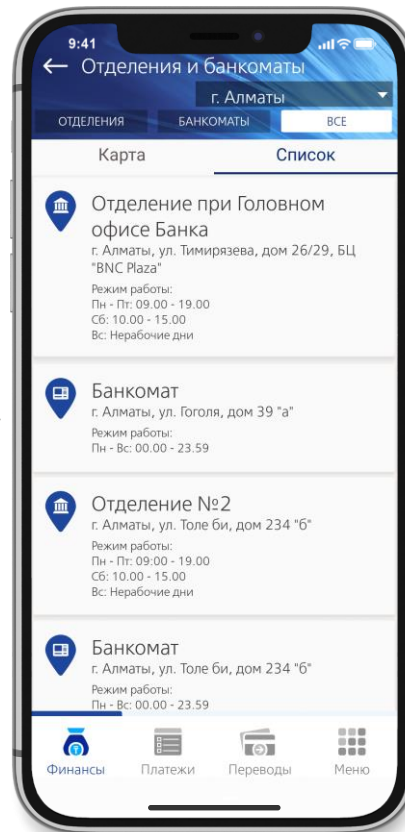 9:41
Отделения и банкоматы
г. Алматы
ОТДЕЛЕНИЯ БАНКОМАТЫ ВСЕ
Карта Список
Отделение при Головном
офисе Банка
г. Алматы, ул. Тимирязева, дом 26/29, БЦ
"BNC Plaza"
Режим работы:
Пн - Пт: 09.00 - 19.00
Сб: 10.00 - 15.00
Вс: Нерабочие дни
Банкомат
г. Алматы, ул. Гоголя, дом 39 "а"
Режим работы:
Пн - Вс: 00.00 - 23.59
Отделение №2
г. Алматы, ул. Толе би, дом 234 "б"
Режим работы:
Пн - Пт: 09:00 - 19.00
Сб: 10.00 - 15.00
Вс: Нерабочие дни
Банкомат
г. Алматы, ул. Толе би, дом 234 "б"
Режим работы:
Пн - Вс: 00.00 - 23.59
Финансы Платежи Переводы Меню